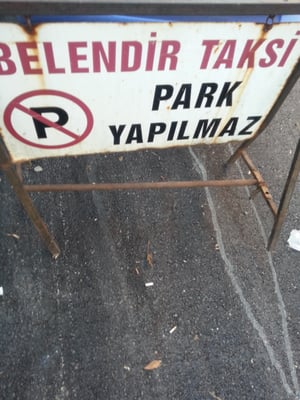 BELENDİR TAKSİ
P
PARK
YAPILMAZ